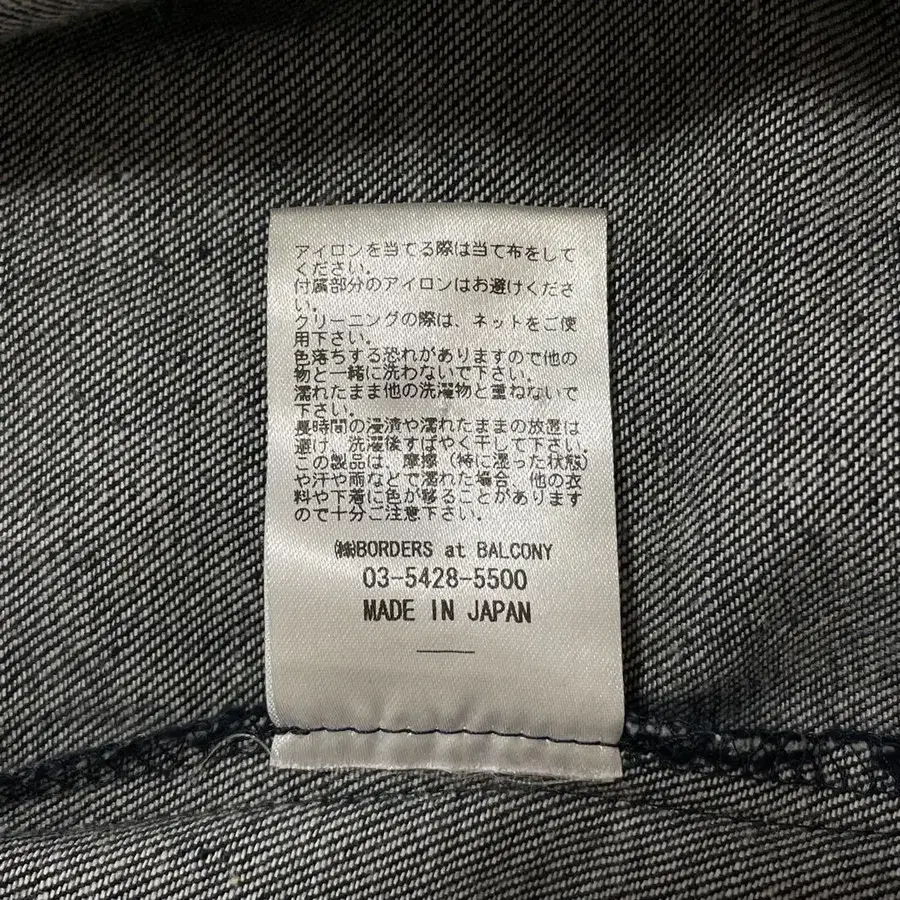 アイロンを当てる際は当て布をして
ください。
付属部分のアイロンはお避けくださ
い。
クリーニングの際は、ネットをご使
用下さい。
色落ちする恐れがありますので他の
物と一緒に洗わないで下さい。
濡れたまま他の洗濯物と重ねないで
下さい。
長時間の浸漬や濡れたままの放置は
避け、洗濯後すばやく干して下さい。
この製品は、摩擦（特に湿った状態）
や汗や雨などで濡れた場合、他の衣
料や下着に色が移ることがあります
ので十分ご注意下さい。
㈱BORDERS at BALCONY
03-5428-5500
MADE IN JAPAN